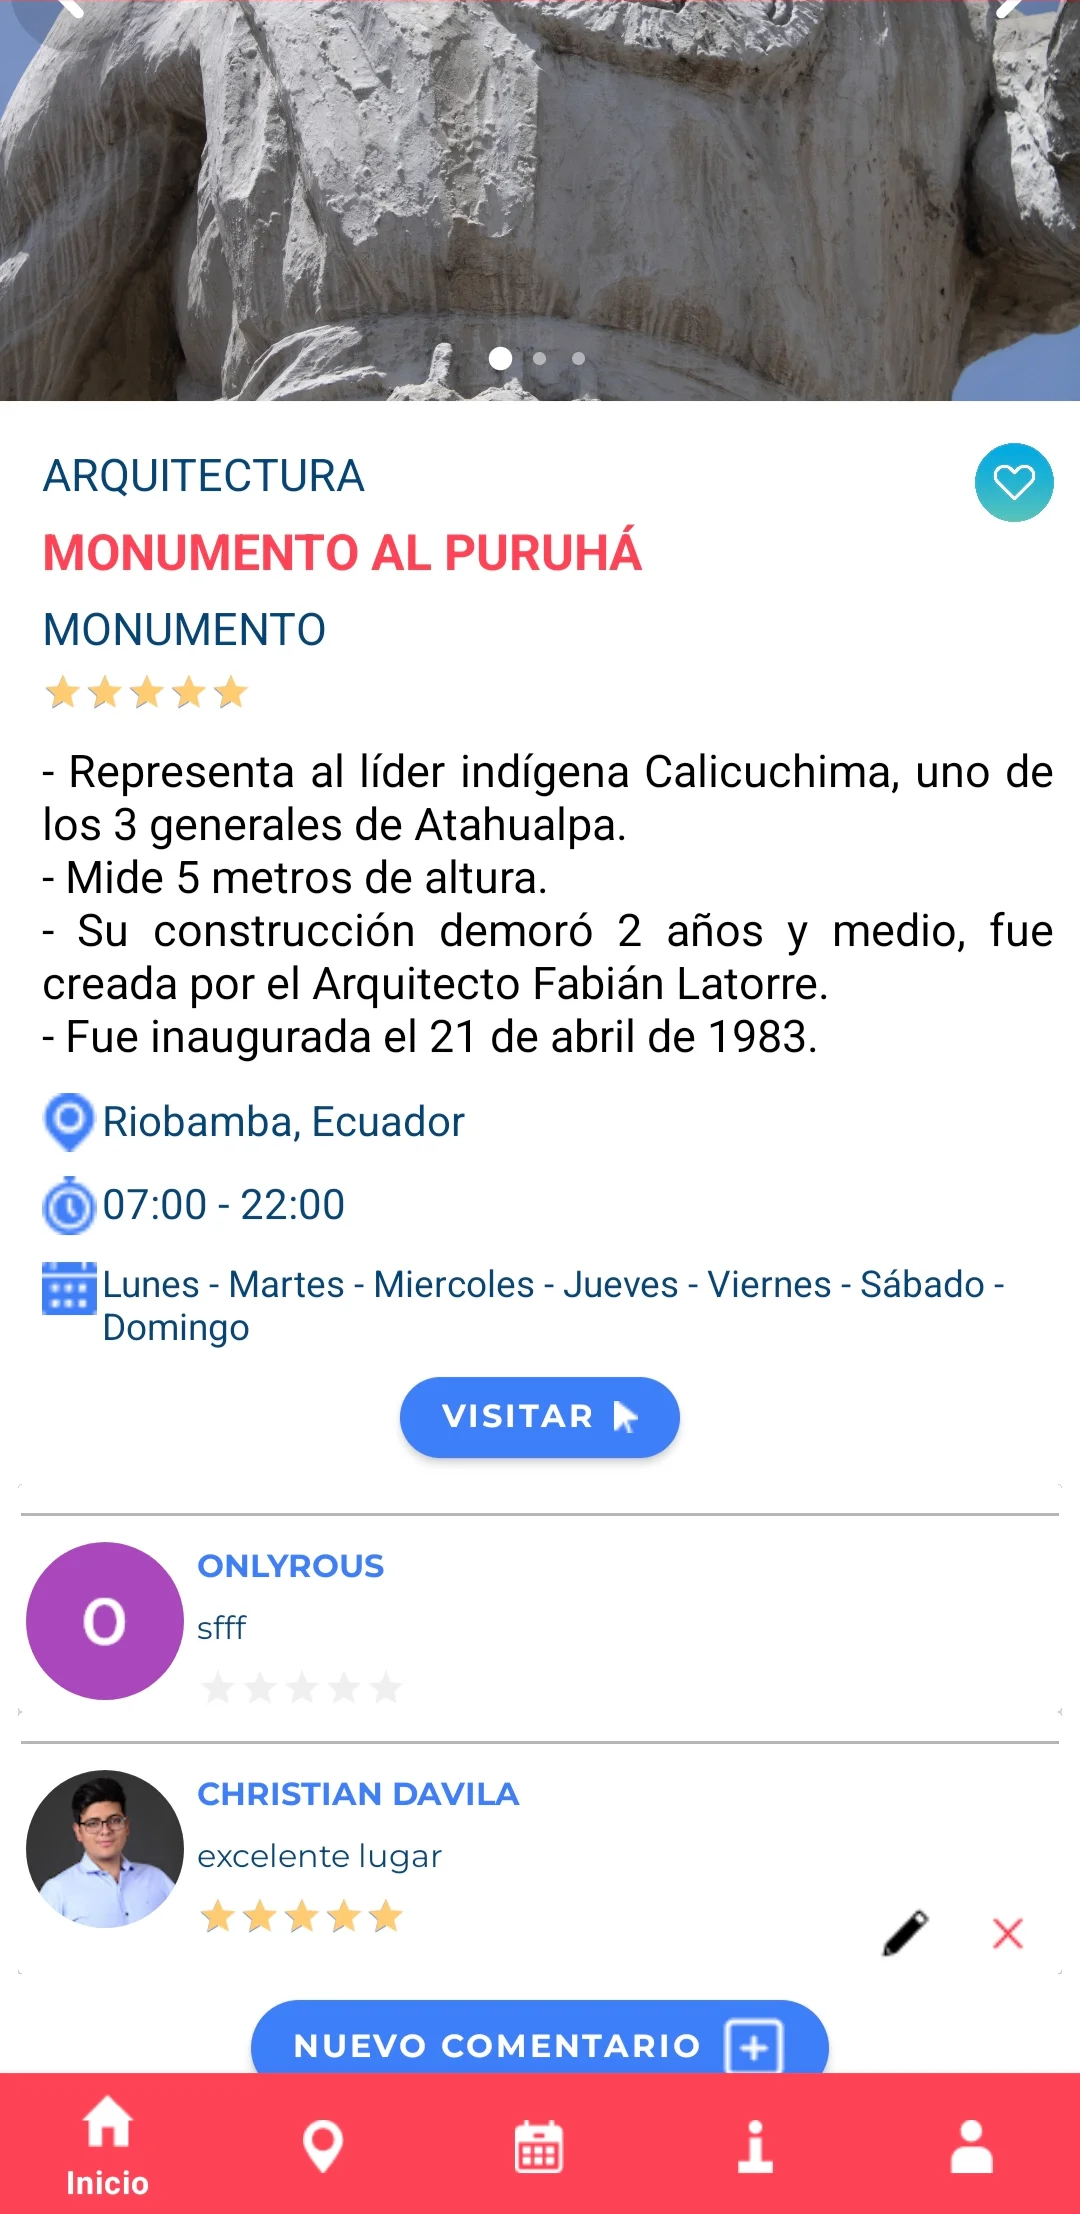 ARQUITECTURA
MONUMENTO AL PURUHÁ
MONUMENTO
- Representa al líder indígena Calicuchima, uno de
los 3 generales de Atahualpa.
- Mide 5 metros de altura.
- Su construcción demoró 2 años y medio, fue
creada por el Arquitecto Fabián Latorre.
- Fue inaugurada el 21 de abril de 1983.
Riobamba, Ecuador
07:00 - 22:00
Lunes - Martes - Miercoles - Jueves - Viernes - Sábado -
Domingo
VISITAR
O
ONLYROUS
sfff
CHRISTIAN DAVILA
excelente lugar
NUEVO COMENTARIO
Inicio